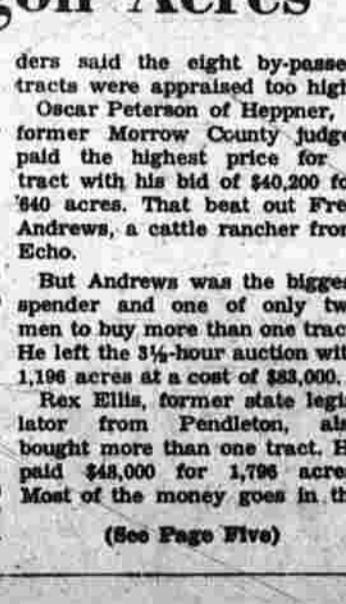 gon Acres
ders said the eight by-passe
tracts were appraised too high
Oscar Peterson of Heppner,
former Morrow County judge
paid the highest price for
tract with his bid of $40,200 fo
'640 acres. That beat out Fre
Andrews, a cattle rancher from
Echo.
But Andrews was the bigges
spender and one of only tw
men to buy more than one trac
He left the 3½-hour auction wit
1,196 acres at a cost of $83,000.
Rex Ellis, former state legis
lator from Pendleton, als
bought more than one tract. H
paid $48,000 for 1,796 acres
Most of the money goes in th
(See Page Five)